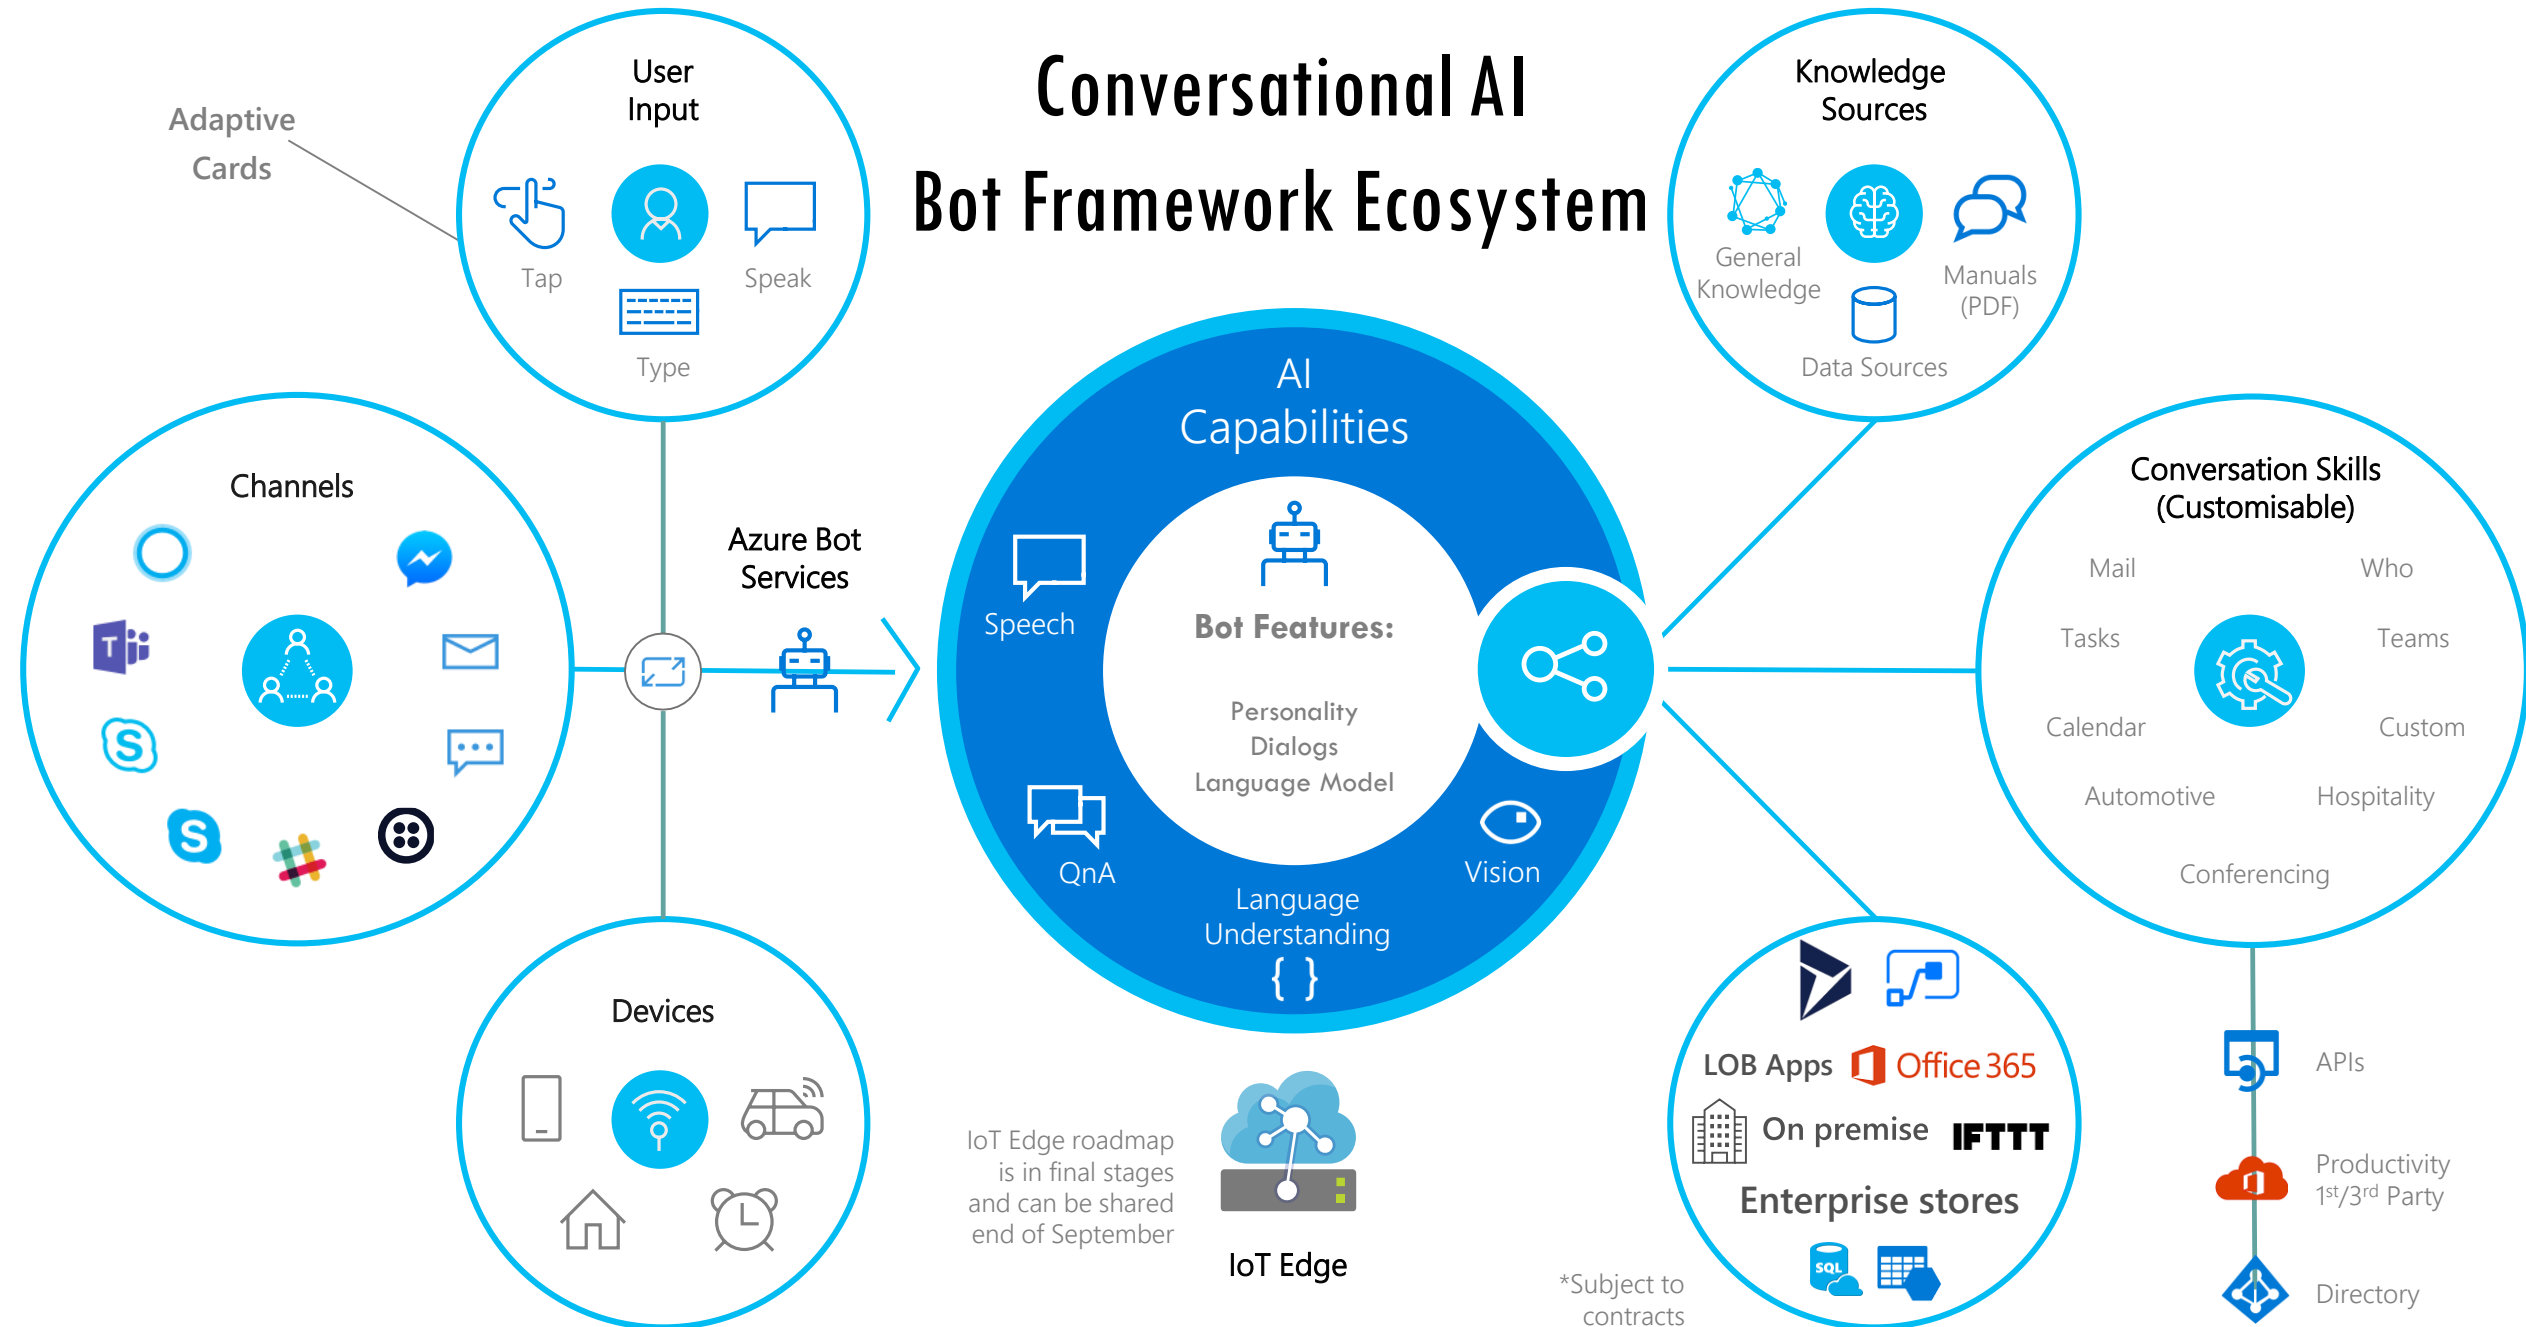 Conversational AI
Bot Framework Ecosystem
Adaptive
Cards
User
Input
Tap
Speak
Type
Channels
T
S
S
Azure Bot
Services
Devices
AI
Capabilities
Speech
QnA
Language
Understanding
{ }
Vision
Bot Features:
Personality
Dialogs
Language Model
IoT Edge roadmap
is in final stages
and can be shared
end of September
IoT Edge
Knowledge
Sources
General
Knowledge
Manuals
(PDF)
Data Sources
Conversation Skills
(Customisable)
Mail
Who
Tasks
Teams
Calendar
Custom
Automotive
Hospitality
Conferencing
LOB Apps
Office 365
On premise
IFTTT
Enterprise stores
SQL
*Subject to
contracts
APIs
Productivity
1st/3rd Party
Directory